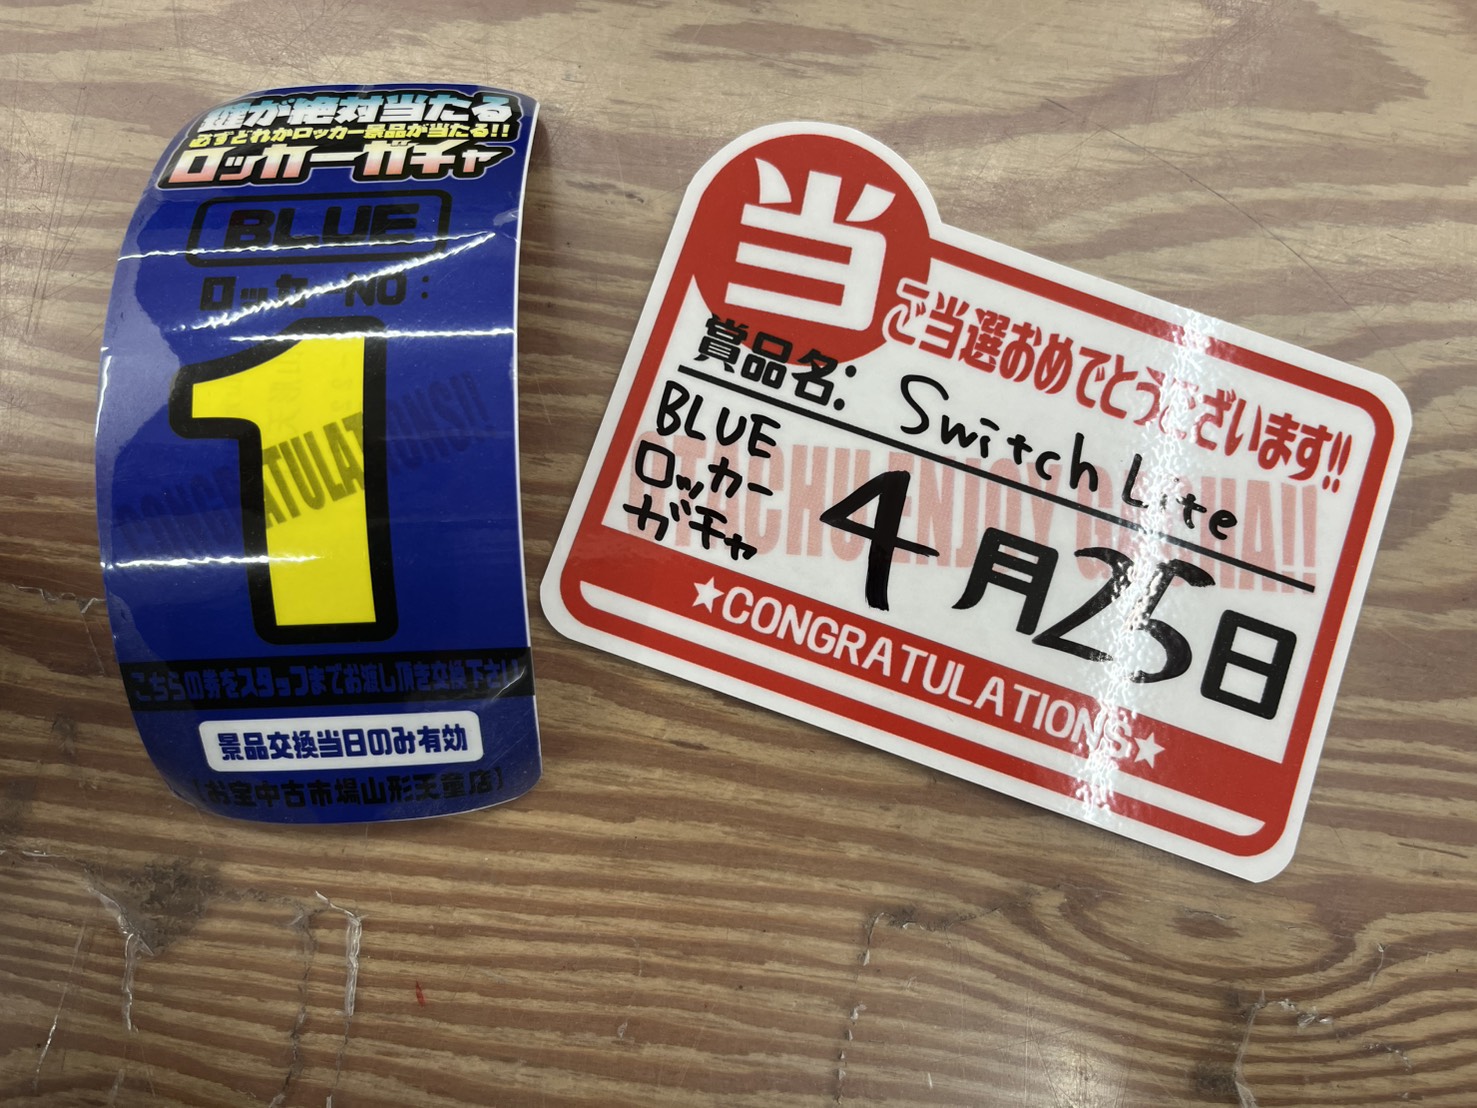 鍵が絶対当たる
必ずどれかロッカー景品が当たる!!
ロッカーガチャ
BLUE
ロッカーNO:
1
CONGRATULATIONS!!
こちらの券をスタッフまでお渡し頂き交換下さい
景品交換当日のみ有効
【お宝中古市場山形天童店】
当
ご当選おめでとうございます!!
賞品名: Switch Lite
BLUE
ロッカー
ガチャ
4月25日
ENJOY GACHA!!
★CONGRATULATIONS★